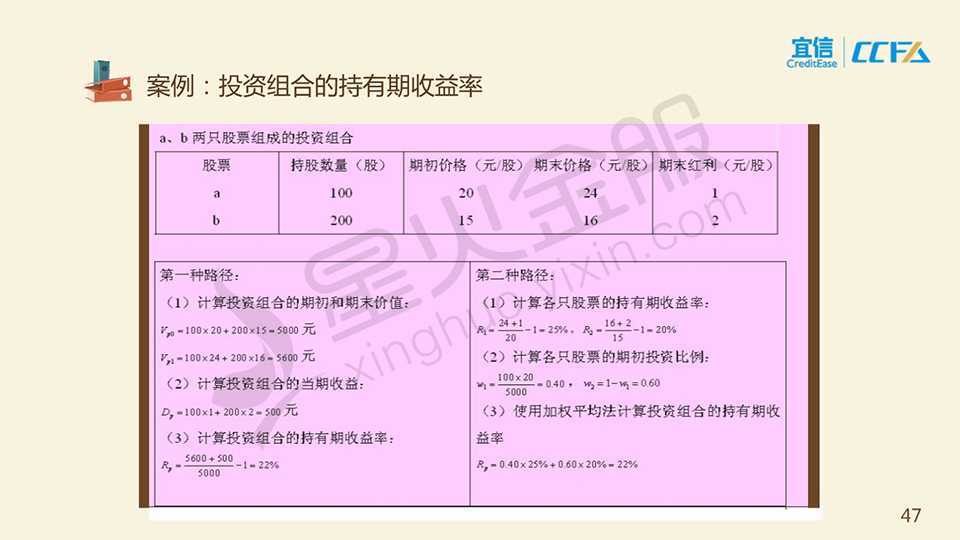 宜信
CreditEase
CCFA
案例：投资组合的持有期收益率
a、b 两只股票组成的投资组合
股票 持股数量（股） 期初价格（元/股） 期末价格（元/股） 期末红利（元/股）
a 100 20 24 1
b 200 15 16 2
第一种路径：
（1）计算投资组合的期初和期末价值：
V_{p0}=100×20+200×15=5000 元
V_{p1}=100×24+200×16=5600 元
（2）计算投资组合的当期收益：
D_p=100×1+200×2=500 元
（3）计算投资组合的持有期收益率：
R_p=\frac{5600+500}{5000}-1=22%
第二种路径：
（1）计算各只股票的持有期收益率：
R_1=\frac{24+1}{20}-1=25%, R_2=\frac{16+2}{15}-1=20%
（2）计算各只股票的期初投资比例：
w_1=\frac{100×20}{5000}=0.40，w_2=1-w_1=0.60
（3）使用加权平均法计算投资组合的持有期收
益率
R_p=0.40×25%+0.60×20%=22%
星火金服
xinghuo.yixin.com
47